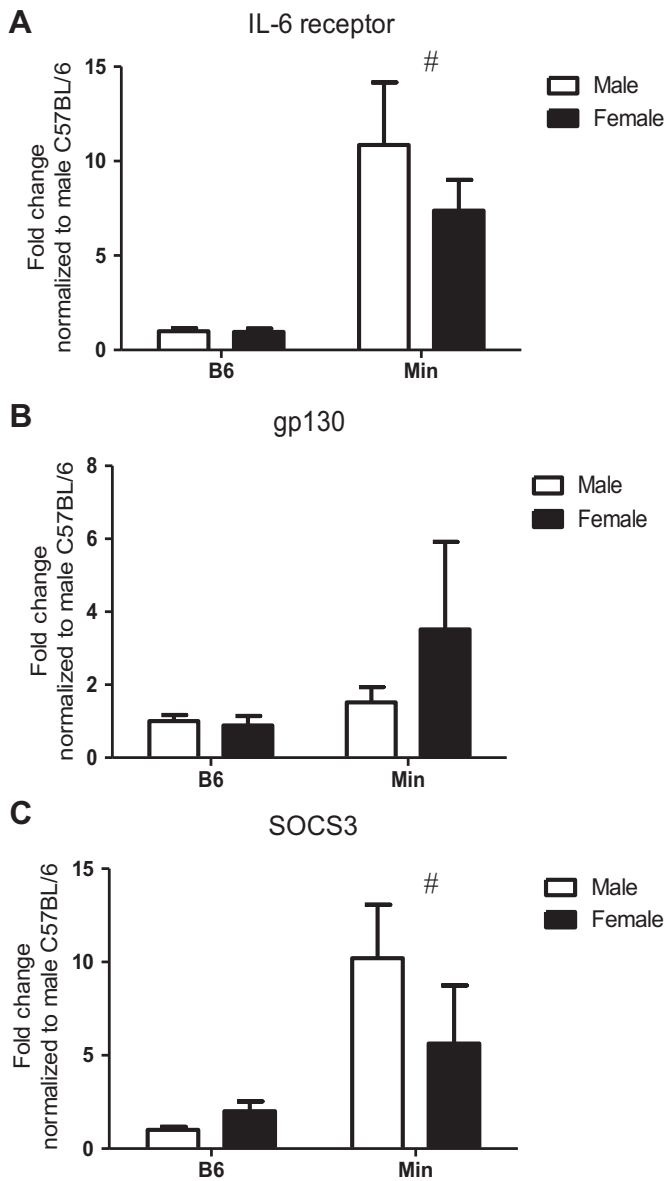 A
IL-6 receptor
Fold change
normalized to male C57BL/6
15
10
5
0
B6
Min
#
Male
Female
B
gp130
Fold change
normalized to male C57BL/6
8
6
4
2
0
B6
Min
Male
Female
C
SOCS3
Fold change
normalized to male C57BL/6
15
10
5
0
B6
Min
#
Male
Female